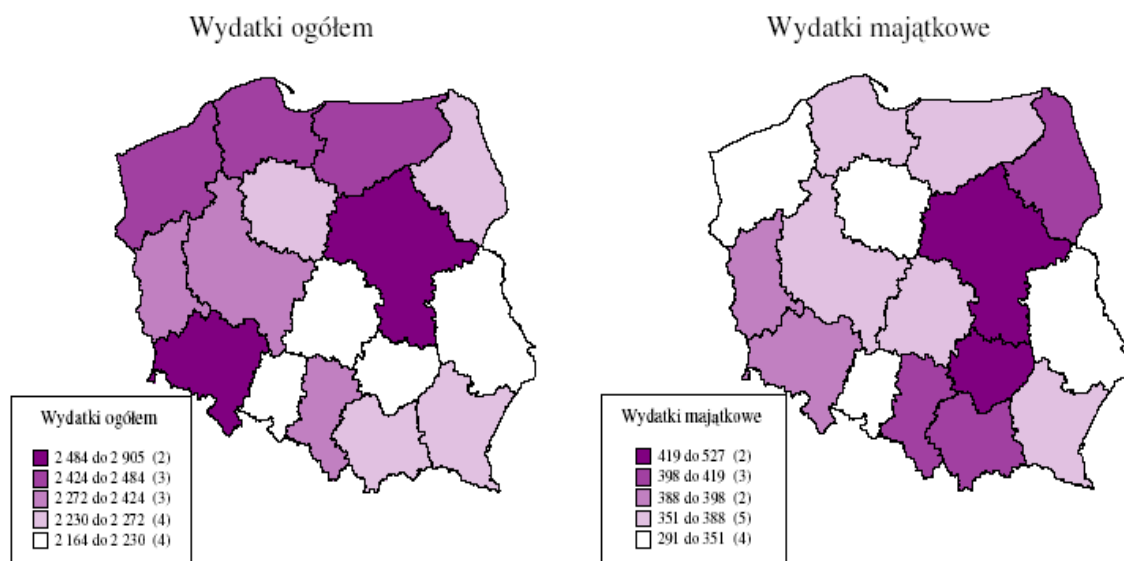 Wydatki ogółem
Wydatki majątkowe
Wydatki ogółem
2 484 do 2 905 (2)
2 424 do 2 484 (3)
2 272 do 2 424 (3)
2 230 do 2 272 (4)
2 164 do 2 230 (4)
Wydatki majątkowe
419 do 527 (2)
398 do 419 (3)
388 do 398 (2)
351 do 388 (5)
291 do 351 (4)